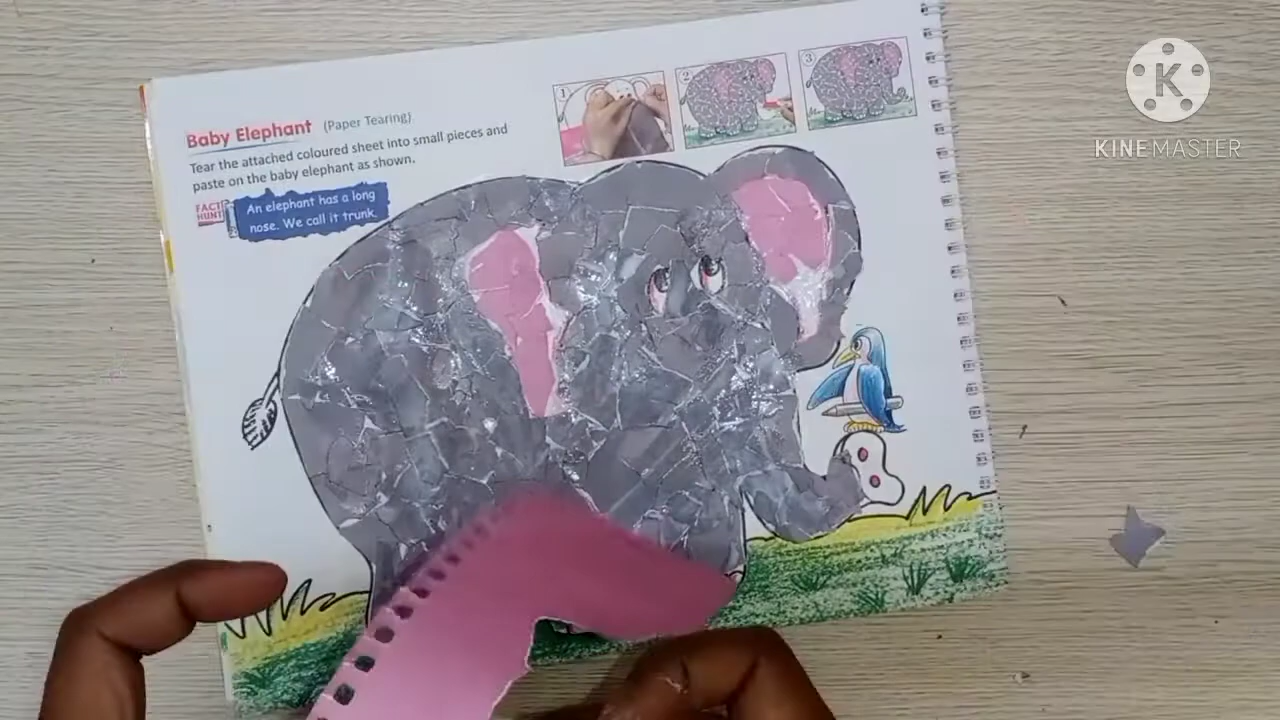 Baby Elephant (Paper Tearing)
Tear the attached coloured sheet into small pieces and
paste on the baby elephant as shown.
FACT
HUNT
An elephant has a long
nose. We call it trunk.
1
2
3
K
KINEMASTER